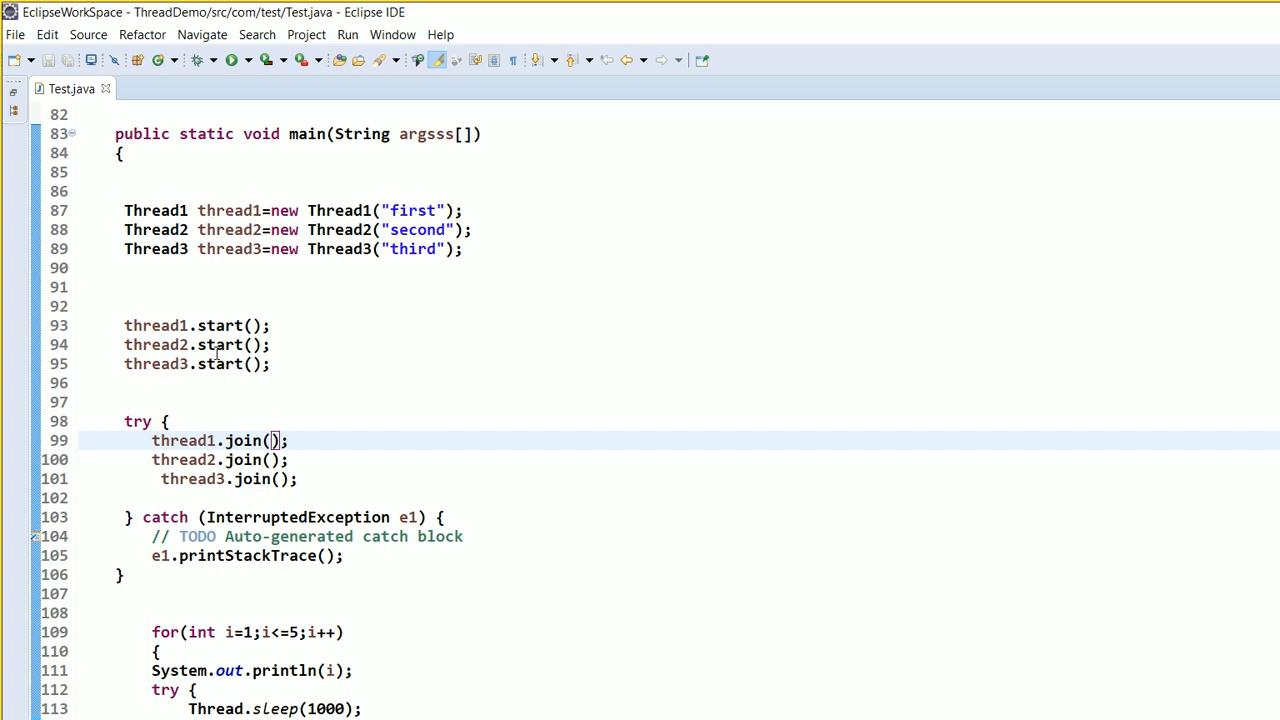 EclipseWorkSpace - ThreadDemo/src/com/test/Test.java - Eclipse IDE
File Edit Source Refactor Navigate Search Project Run Window Help
Test.java
82
83 public static void main(String argsss[])
84 {
85
86
87 Thread1 thread1=new Thread1("first");
88 Thread2 thread2=new Thread2("second");
89 Thread3 thread3=new Thread3("third");
90
91
92
93 thread1.start();
94 thread2.start();
95 thread3.start();
96
97
98 try {
99 thread1.join();
100 thread2.join();
101 thread3.join();
102
103 } catch (InterruptedException e1) {
104 // TODO Auto-generated catch block
105 e1.printStackTrace();
106 }
107
108
109 for(int i=1;i<=5;i++)
110 {
111 System.out.println(i);
112 try {
113 Thread.sleep(1000);